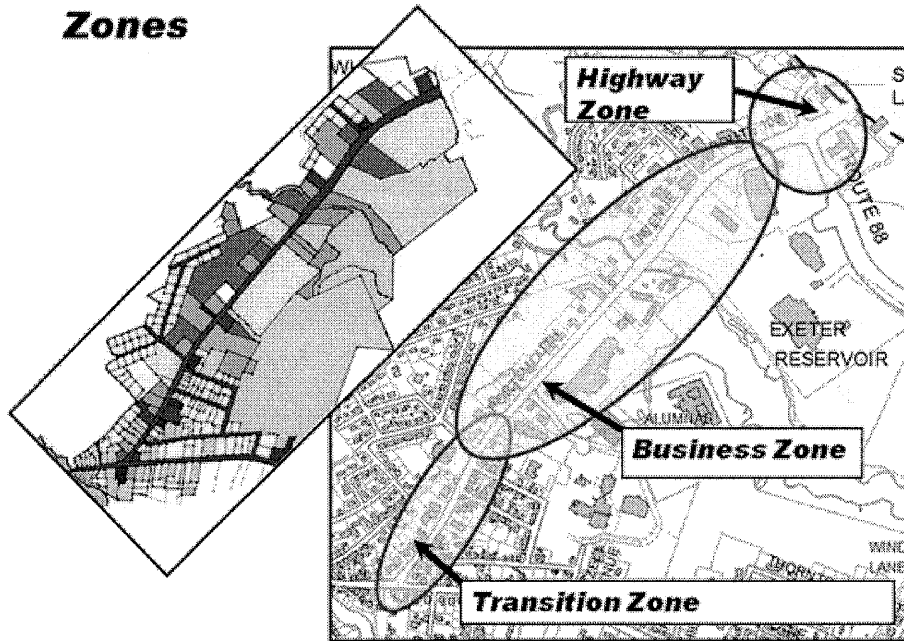 Zones
Highway
Zone
ROUTE 88
EXETER
RESERVOIR
Business Zone
Transition Zone